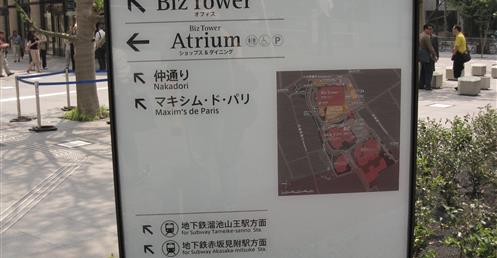 Biz Tower
オフィス
Biz Tower
Atrium
ショップス & ダイニング
P
仲通り
Nakadori
マキシム・ド・パリ
Maxim's de Paris
Biz Tower
地下鉄溜池山王駅方面
for Subway Tameike-sanno Sta.
地下鉄赤坂見附駅方面
for Subway Akasaka-mitsuke Sta.